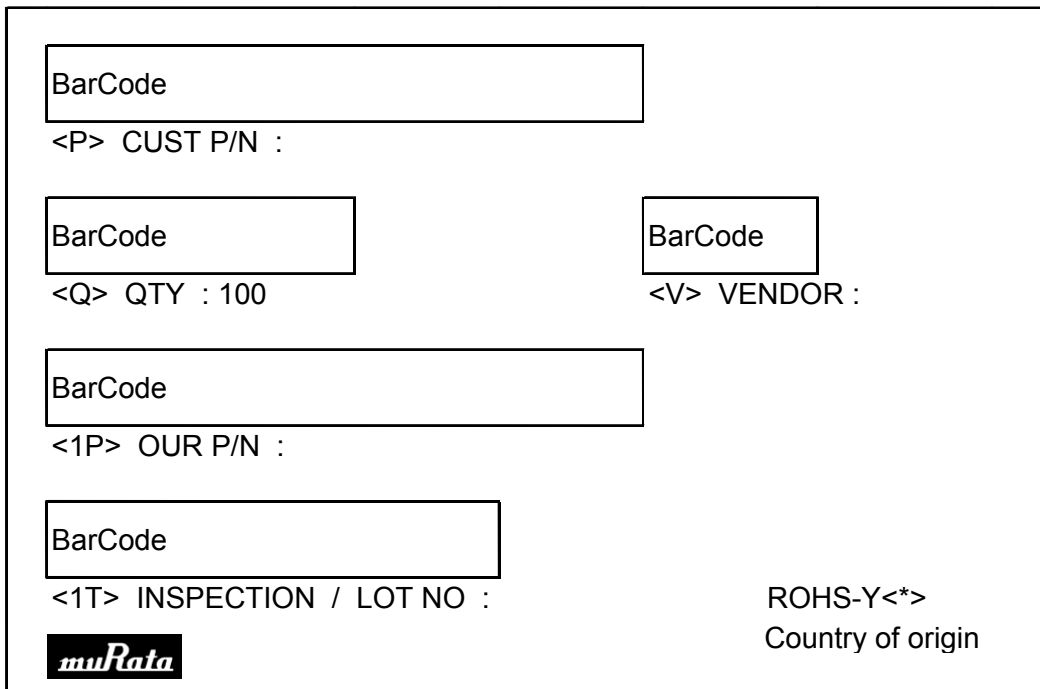 BarCode
<P> CUST P/N :
BarCode BarCode
<Q> QTY : 100 <V> VENDOR :
BarCode
<1P> OUR P/N :
BarCode
<1T> INSPECTION / LOT NO : ROHS-Y<*>
Country of origin
muRata